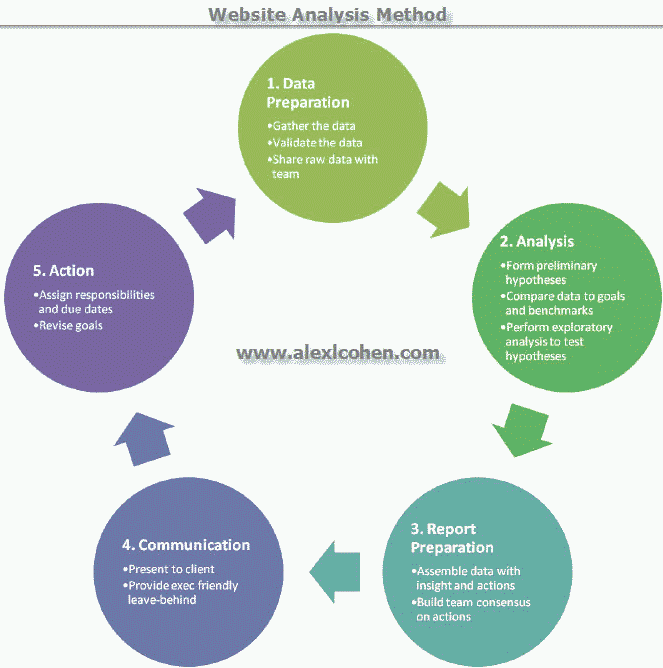 Website Analysis Method
1. Data
Preparation
•Gather the data
•Validate the data
•Share raw data with
team
2. Analysis
•Form preliminary
hypotheses
•Compare data to goals
and benchmarks
•Perform exploratory
analysis to test
hypotheses
3. Report
Preparation
•Assemble data with
insight and actions
•Build team consensus
on actions
4. Communication
•Present to client
•Provide exec friendly
leave-behind
5. Action
•Assign responsibilities
and due dates
•Revise goals
www.alexlcohen.com